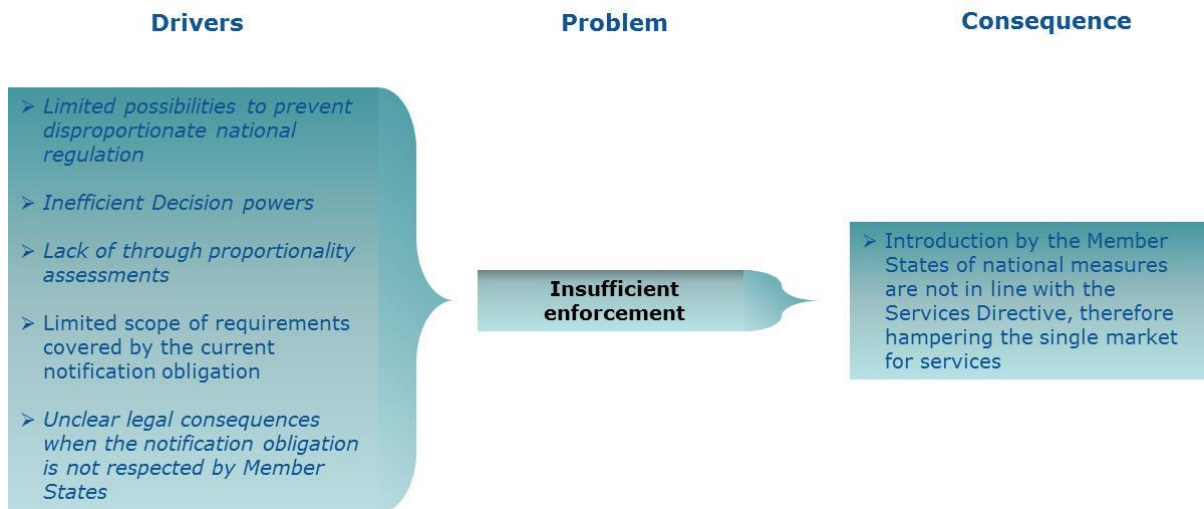 Drivers
Problem
Consequence
➢ Limited possibilities to prevent
disproportionate national
regulation
➢ Inefficient Decision powers
➢ Lack of through proportionality
assessments
➢ Limited scope of requirements
covered by the current
notification obligation
➢ Unclear legal consequences
when the notification obligation
is not respected by Member
States
Insufficient
enforcement
➢ Introduction by the Member
States of national measures
are not in line with the
Services Directive, therefore
hampering the single market
for services